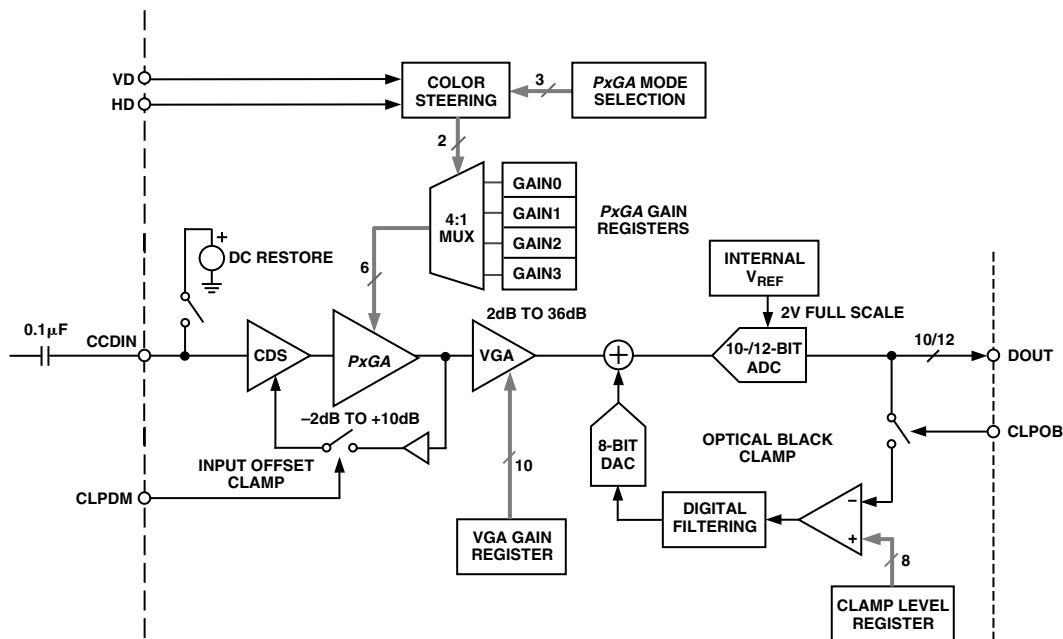 VD
HD
COLOR
STEERING
3
PxGA MODE
SELECTION
2
4:1
MUX
GAIN0
GAIN1
GAIN2
GAIN3
PxGA GAIN
REGISTERS
6
+
DC RESTORE
INTERNAL
VREF
2V FULL SCALE
2dB TO 36dB
0.1μF
CCDIN
CDS
PxGA
VGA
+
10-/12-BIT
ADC
10/12
DOUT
–2dB TO +10dB
INPUT OFFSET
CLAMP
CLPDM
10
VGA GAIN
REGISTER
8-BIT
DAC
OPTICAL BLACK
CLAMP
CLPOB
DIGITAL
FILTERING
–
+
8
CLAMP LEVEL
REGISTER